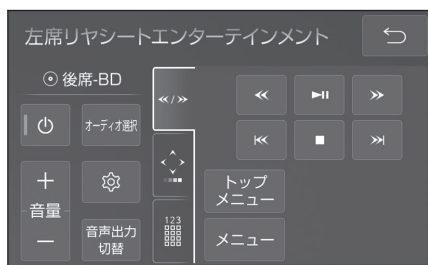 左席リヤシートエンターテインメント
後席-BD
オーディオ選択
+
音量
−
音声出力
切替
123
トップ
メニュー
メニュー